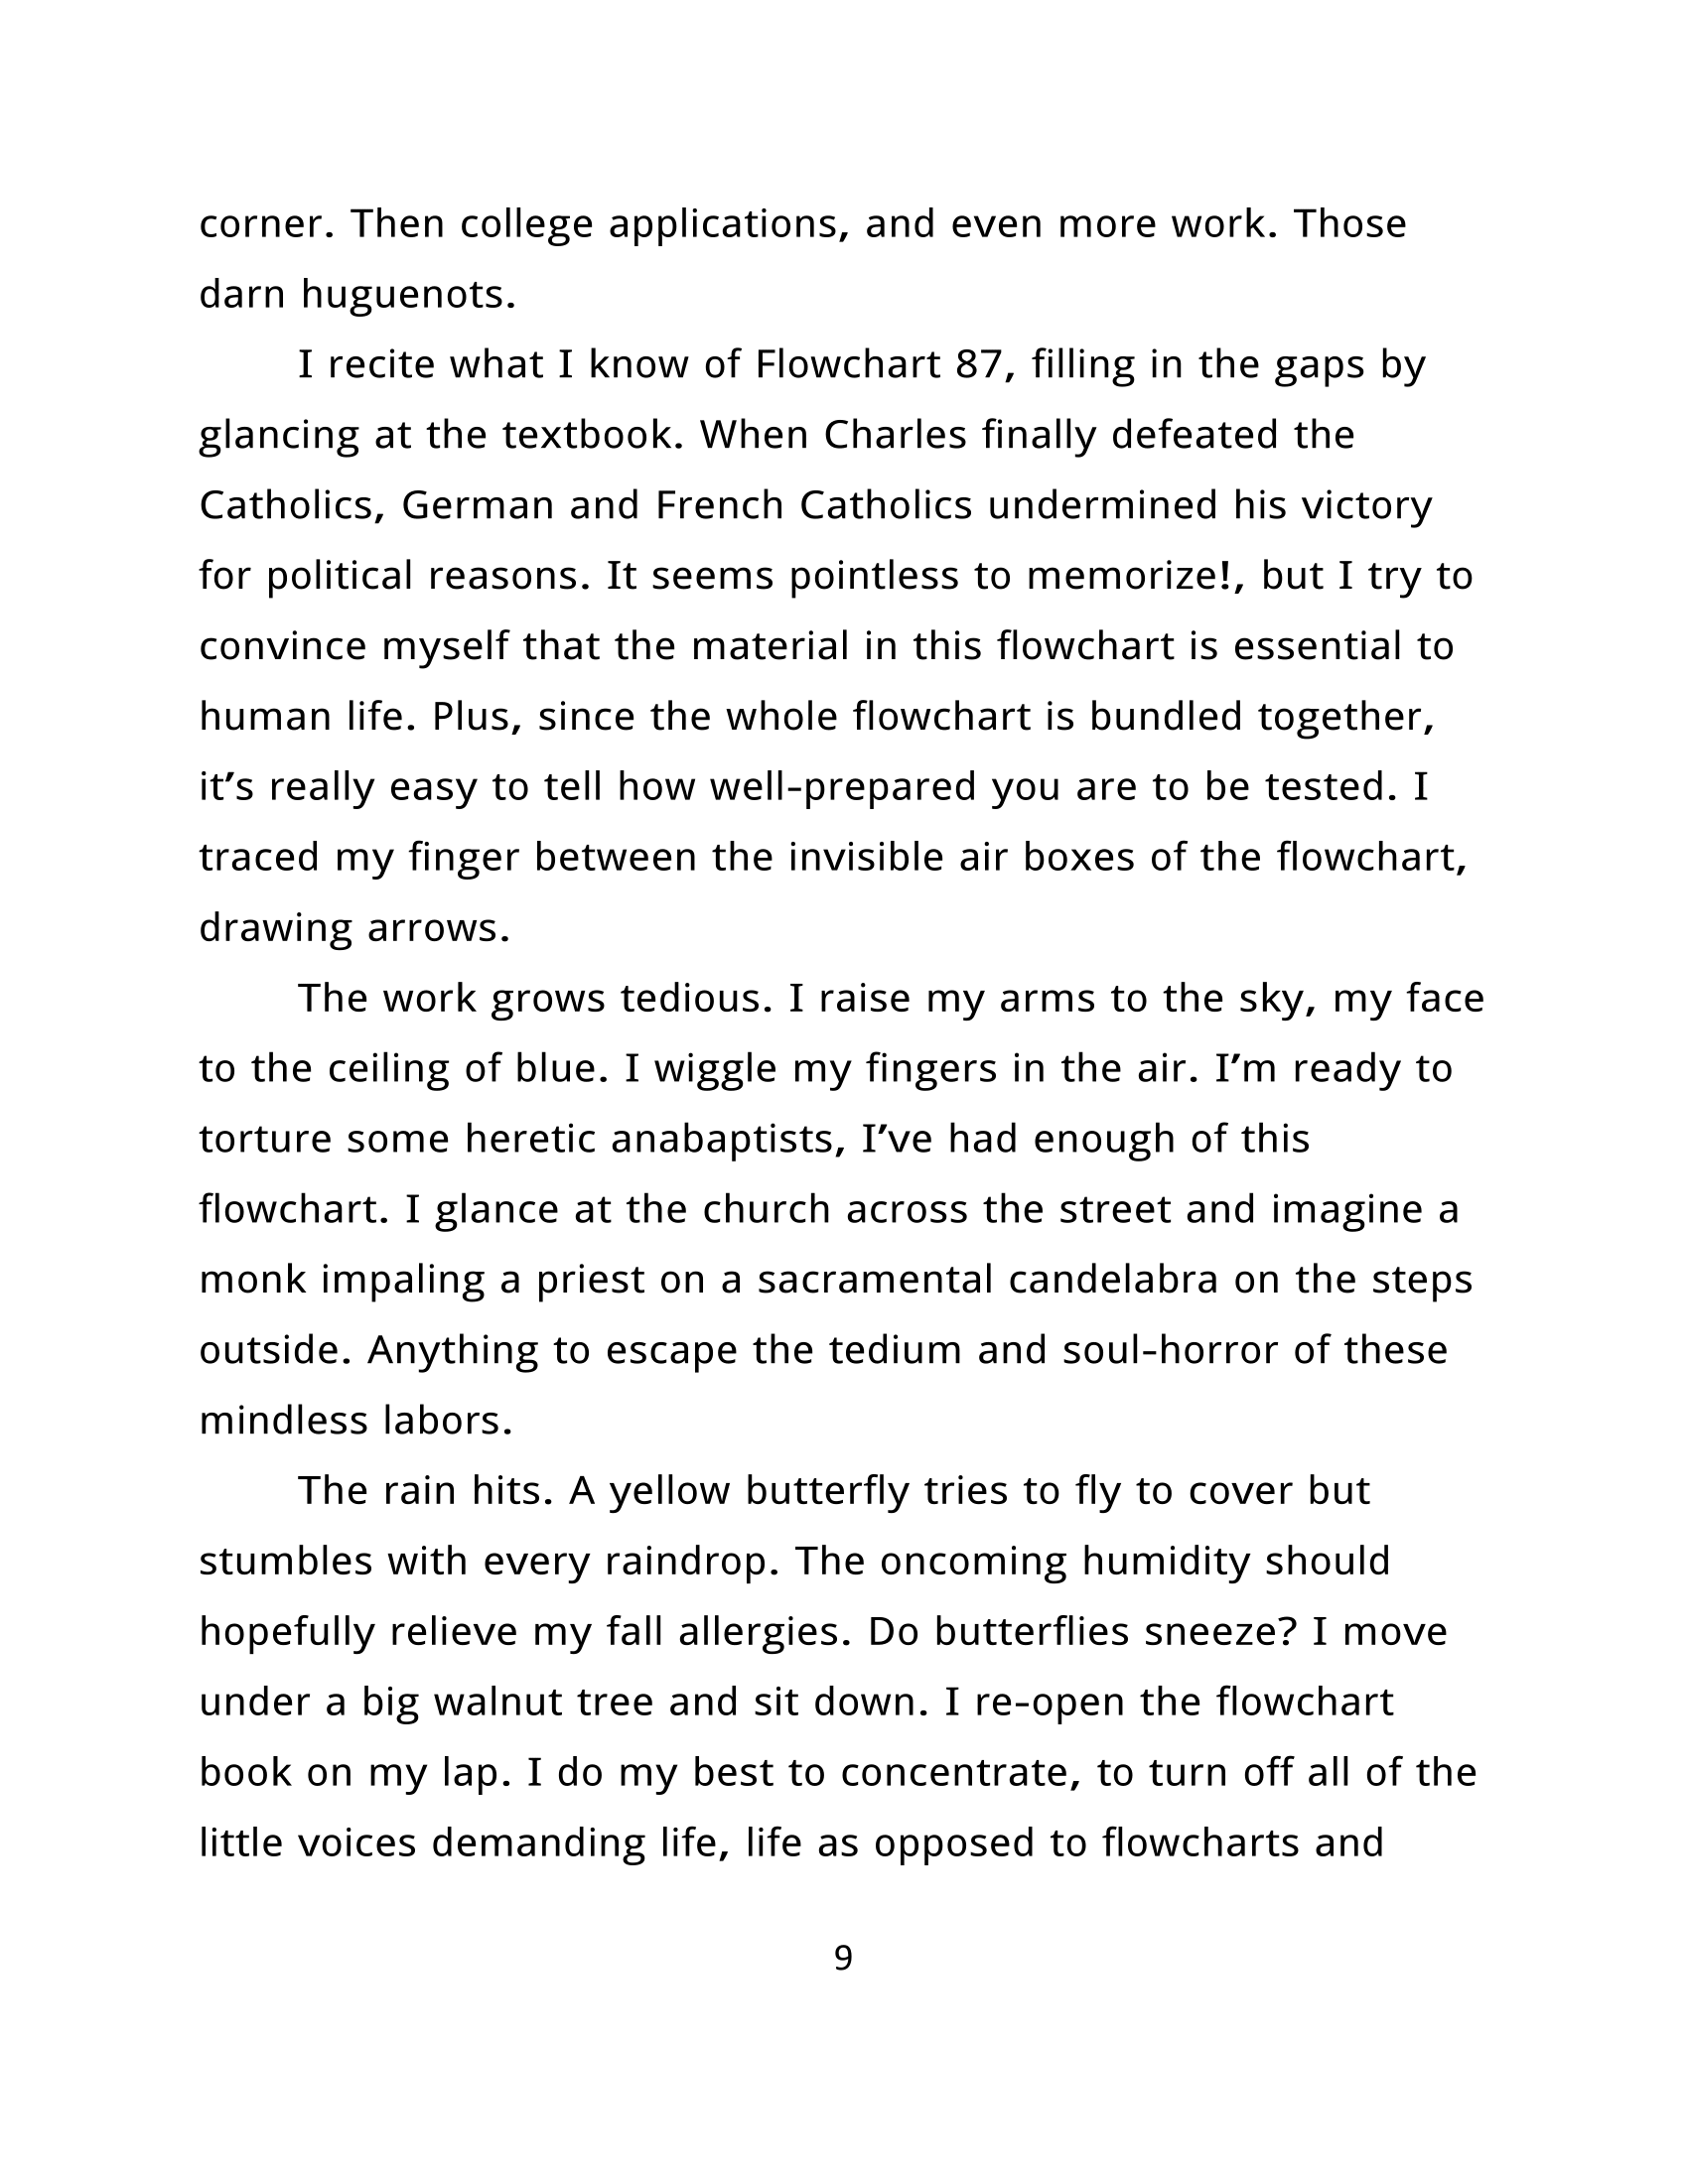 corner. Then college applications, and even more work. Those
darn huguenots.
I recite what I know of Flowchart 87, filling in the gaps by
glancing at the textbook. When Charles finally defeated the
Catholics, German and French Catholics undermined his victory
for political reasons. It seems pointless to memorize!, but I try to
convince myself that the material in this flowchart is essential to
human life. Plus, since the whole flowchart is bundled together,
it’s really easy to tell how well-prepared you are to be tested. I
traced my finger between the invisible air boxes of the flowchart,
drawing arrows.
The work grows tedious. I raise my arms to the sky, my face
to the ceiling of blue. I wiggle my fingers in the air. I’m ready to
torture some heretic anabaptists, I’ve had enough of this
flowchart. I glance at the church across the street and imagine a
monk impaling a priest on a sacramental candelabra on the steps
outside. Anything to escape the tedium and soul-horror of these
mindless labors.
The rain hits. A yellow butterfly tries to fly to cover but
stumbles with every raindrop. The oncoming humidity should
hopefully relieve my fall allergies. Do butterflies sneeze? I move
under a big walnut tree and sit down. I re-open the flowchart
book on my lap. I do my best to concentrate, to turn off all of the
little voices demanding life, life as opposed to flowcharts and
9